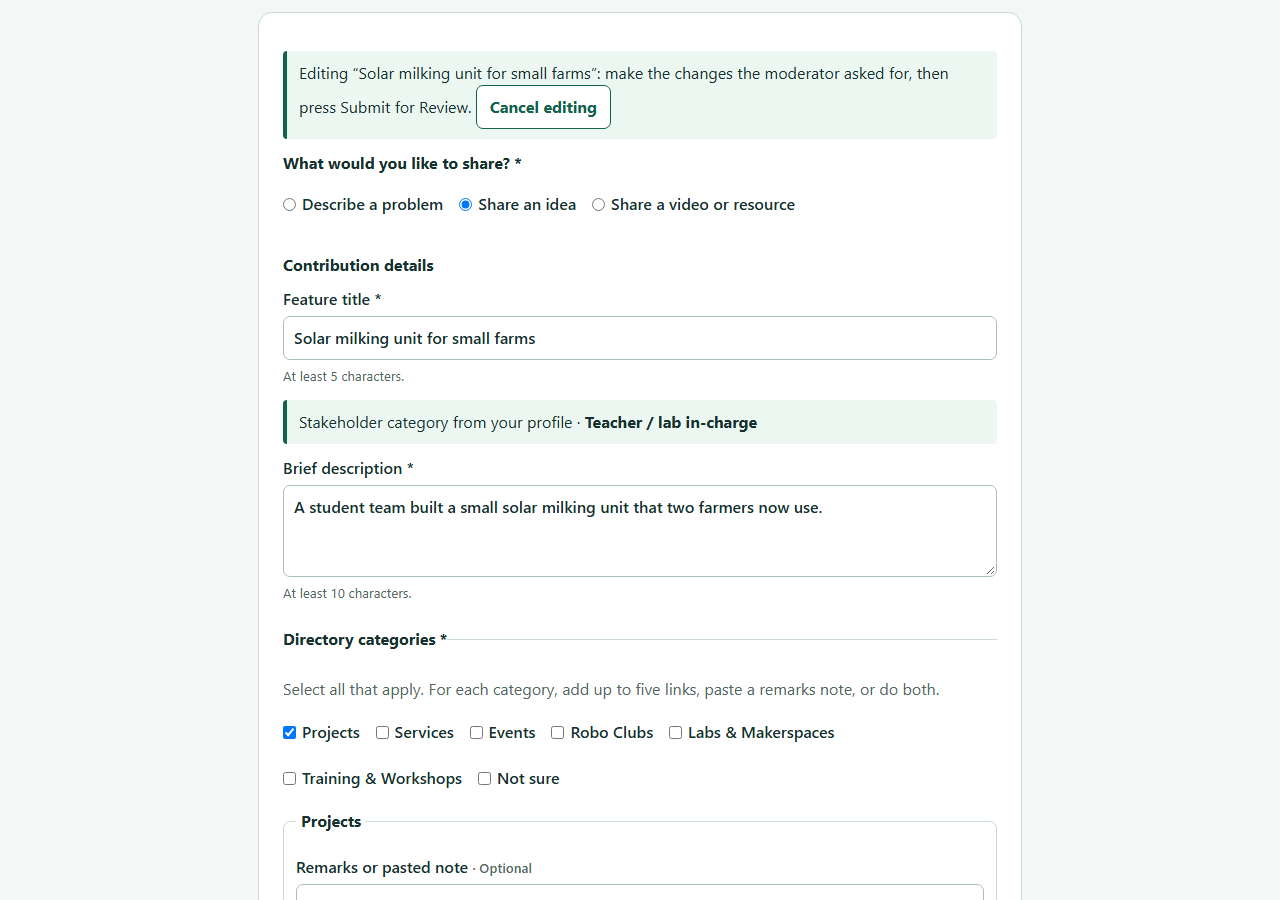 Editing “Solar milking unit for small farms”: make the changes the moderator asked for, then
press Submit for Review. Cancel editing
What would you like to share? *
Describe a problem Share an idea Share a video or resource
Contribution details
Feature title *
Solar milking unit for small farms
At least 5 characters.
Stakeholder category from your profile · Teacher / lab in-charge
Brief description *
A student team built a small solar milking unit that two farmers now use.
At least 10 characters.
Directory categories *
Select all that apply. For each category, add up to five links, paste a remarks note, or do both.
Projects Services Events Robo Clubs Labs & Makerspaces
Training & Workshops Not sure
Projects
Remarks or pasted note · Optional